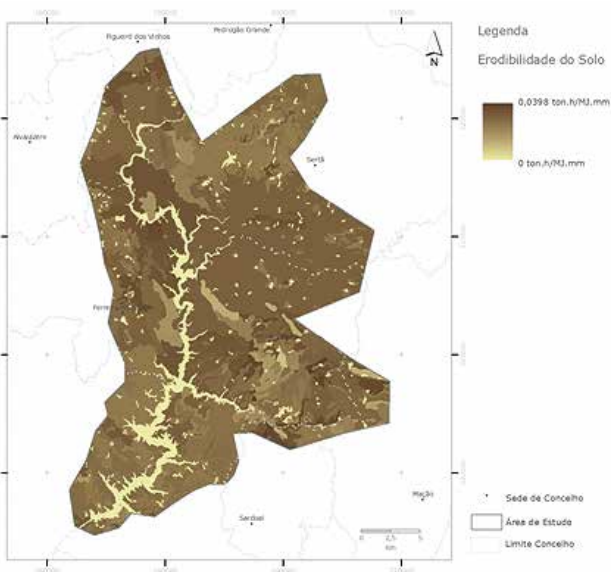 Figueiró dos Vinhos
Pedrógão Grande
N
Alvaiázere
Sertã
Ferre
Mação
Sardoal
0 2,5 5
km
Legenda
Erodibilidade do Solo
0,0398 ton.h/MJ.mm
0 ton.h/MJ.mm
Sede de Concelho
Área de Estudo
Limite Concelho